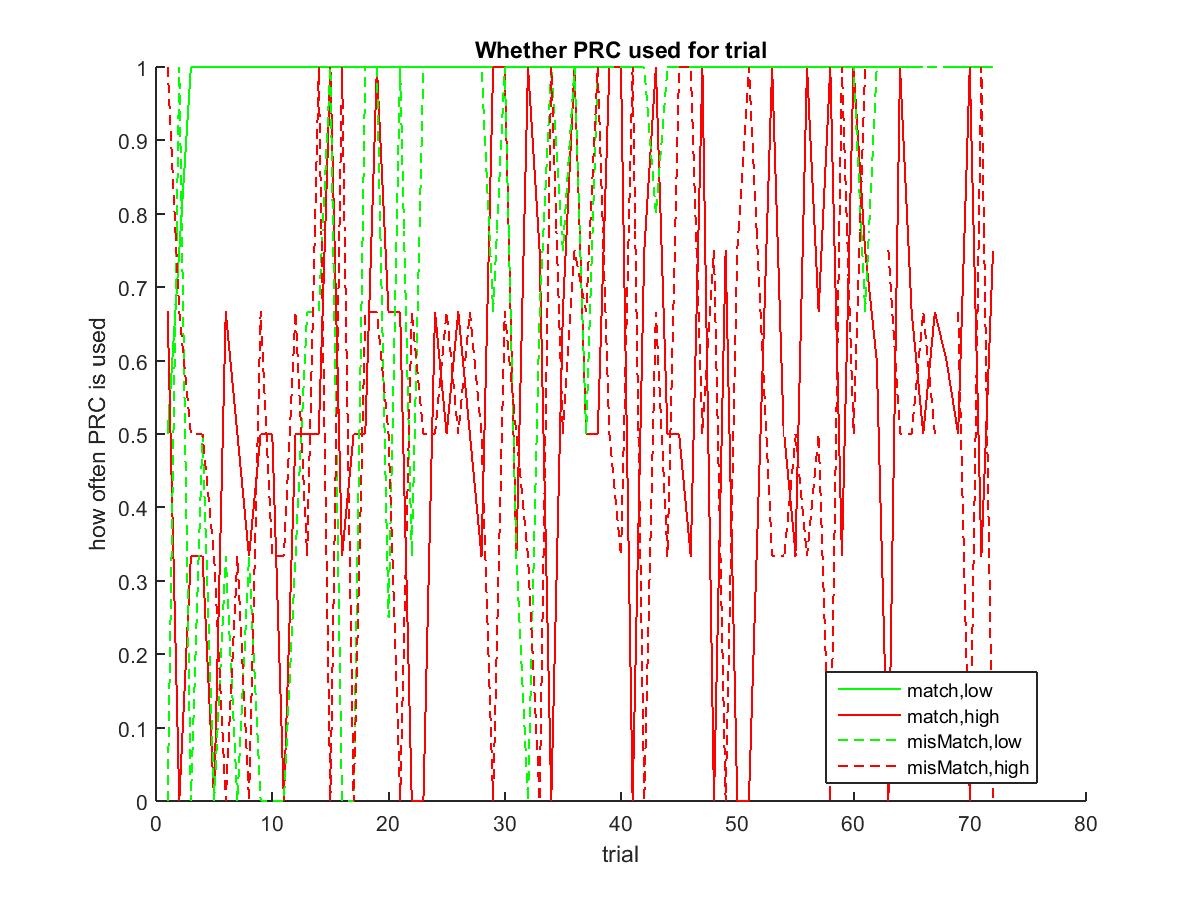 Whether PRC used for trial
how often PRC is used
1
0.9
0.8
0.7
0.6
0.5
0.4
0.3
0.2
0.1
0
0 10 20 30 40 50 60 70 80
trial
match,low
match,high
misMatch,low
misMatch,high